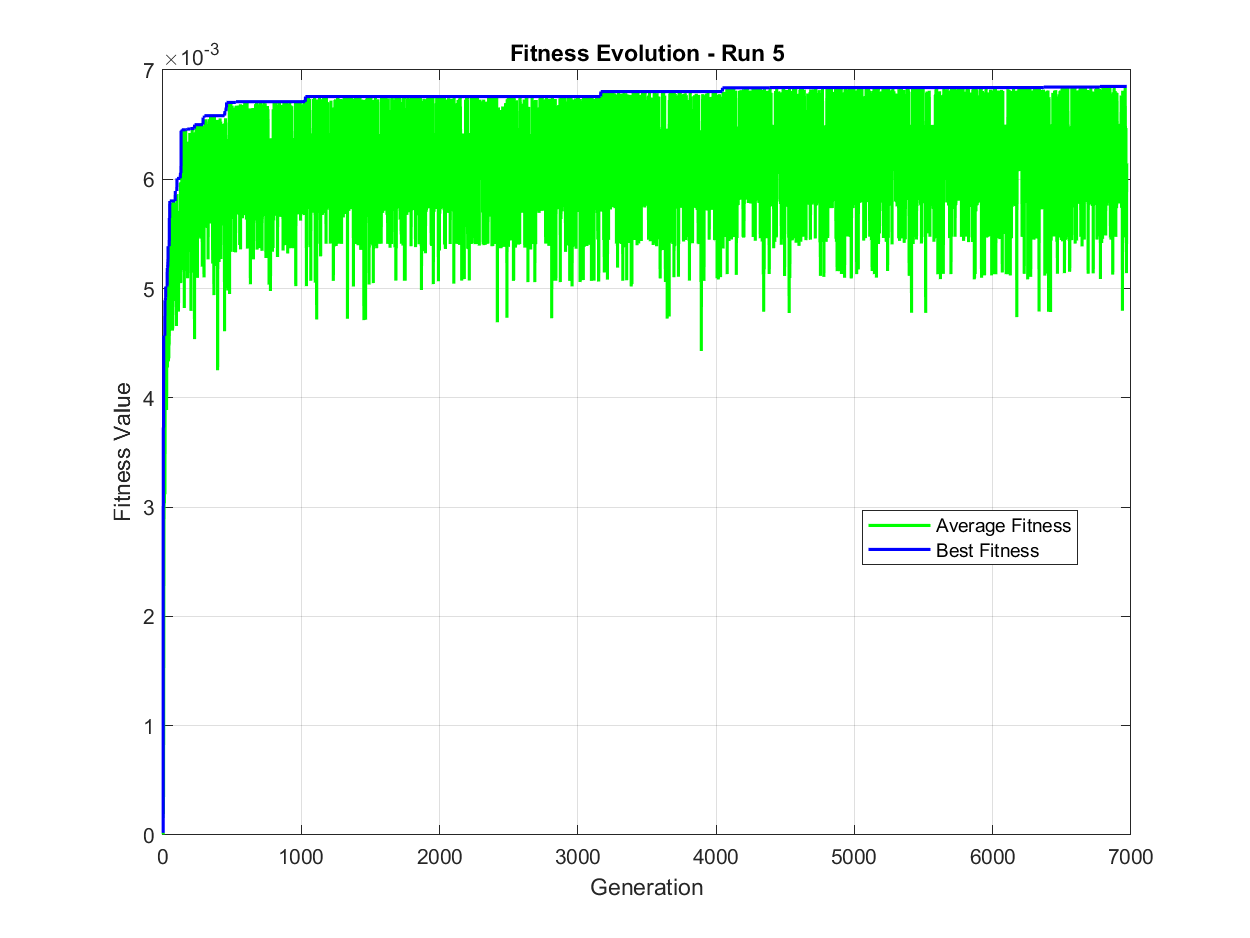 Fitness Evolution - Run 5
×10-3
7
6
5
4
3
2
1
0
Fitness Value
Average Fitness
Best Fitness
0 1000 2000 3000 4000 5000 6000 7000
Generation